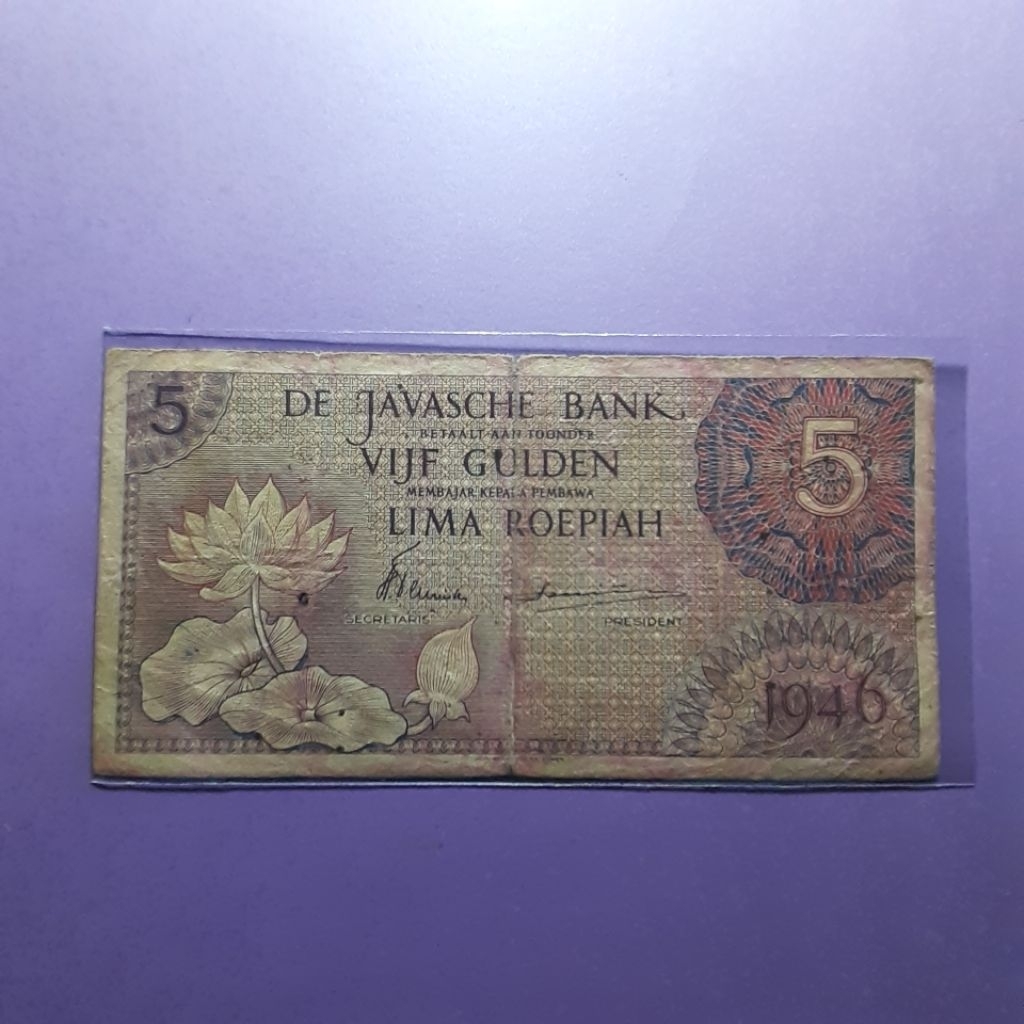 5
DE JAVASCHE BANK
BETAALT AAN TOONDER
VIJF GULDEN
MEMBAJAR KEPADA PEMBAWA
LIMA ROEPIAH
SECRETARIS
PRESIDENT
5
1946